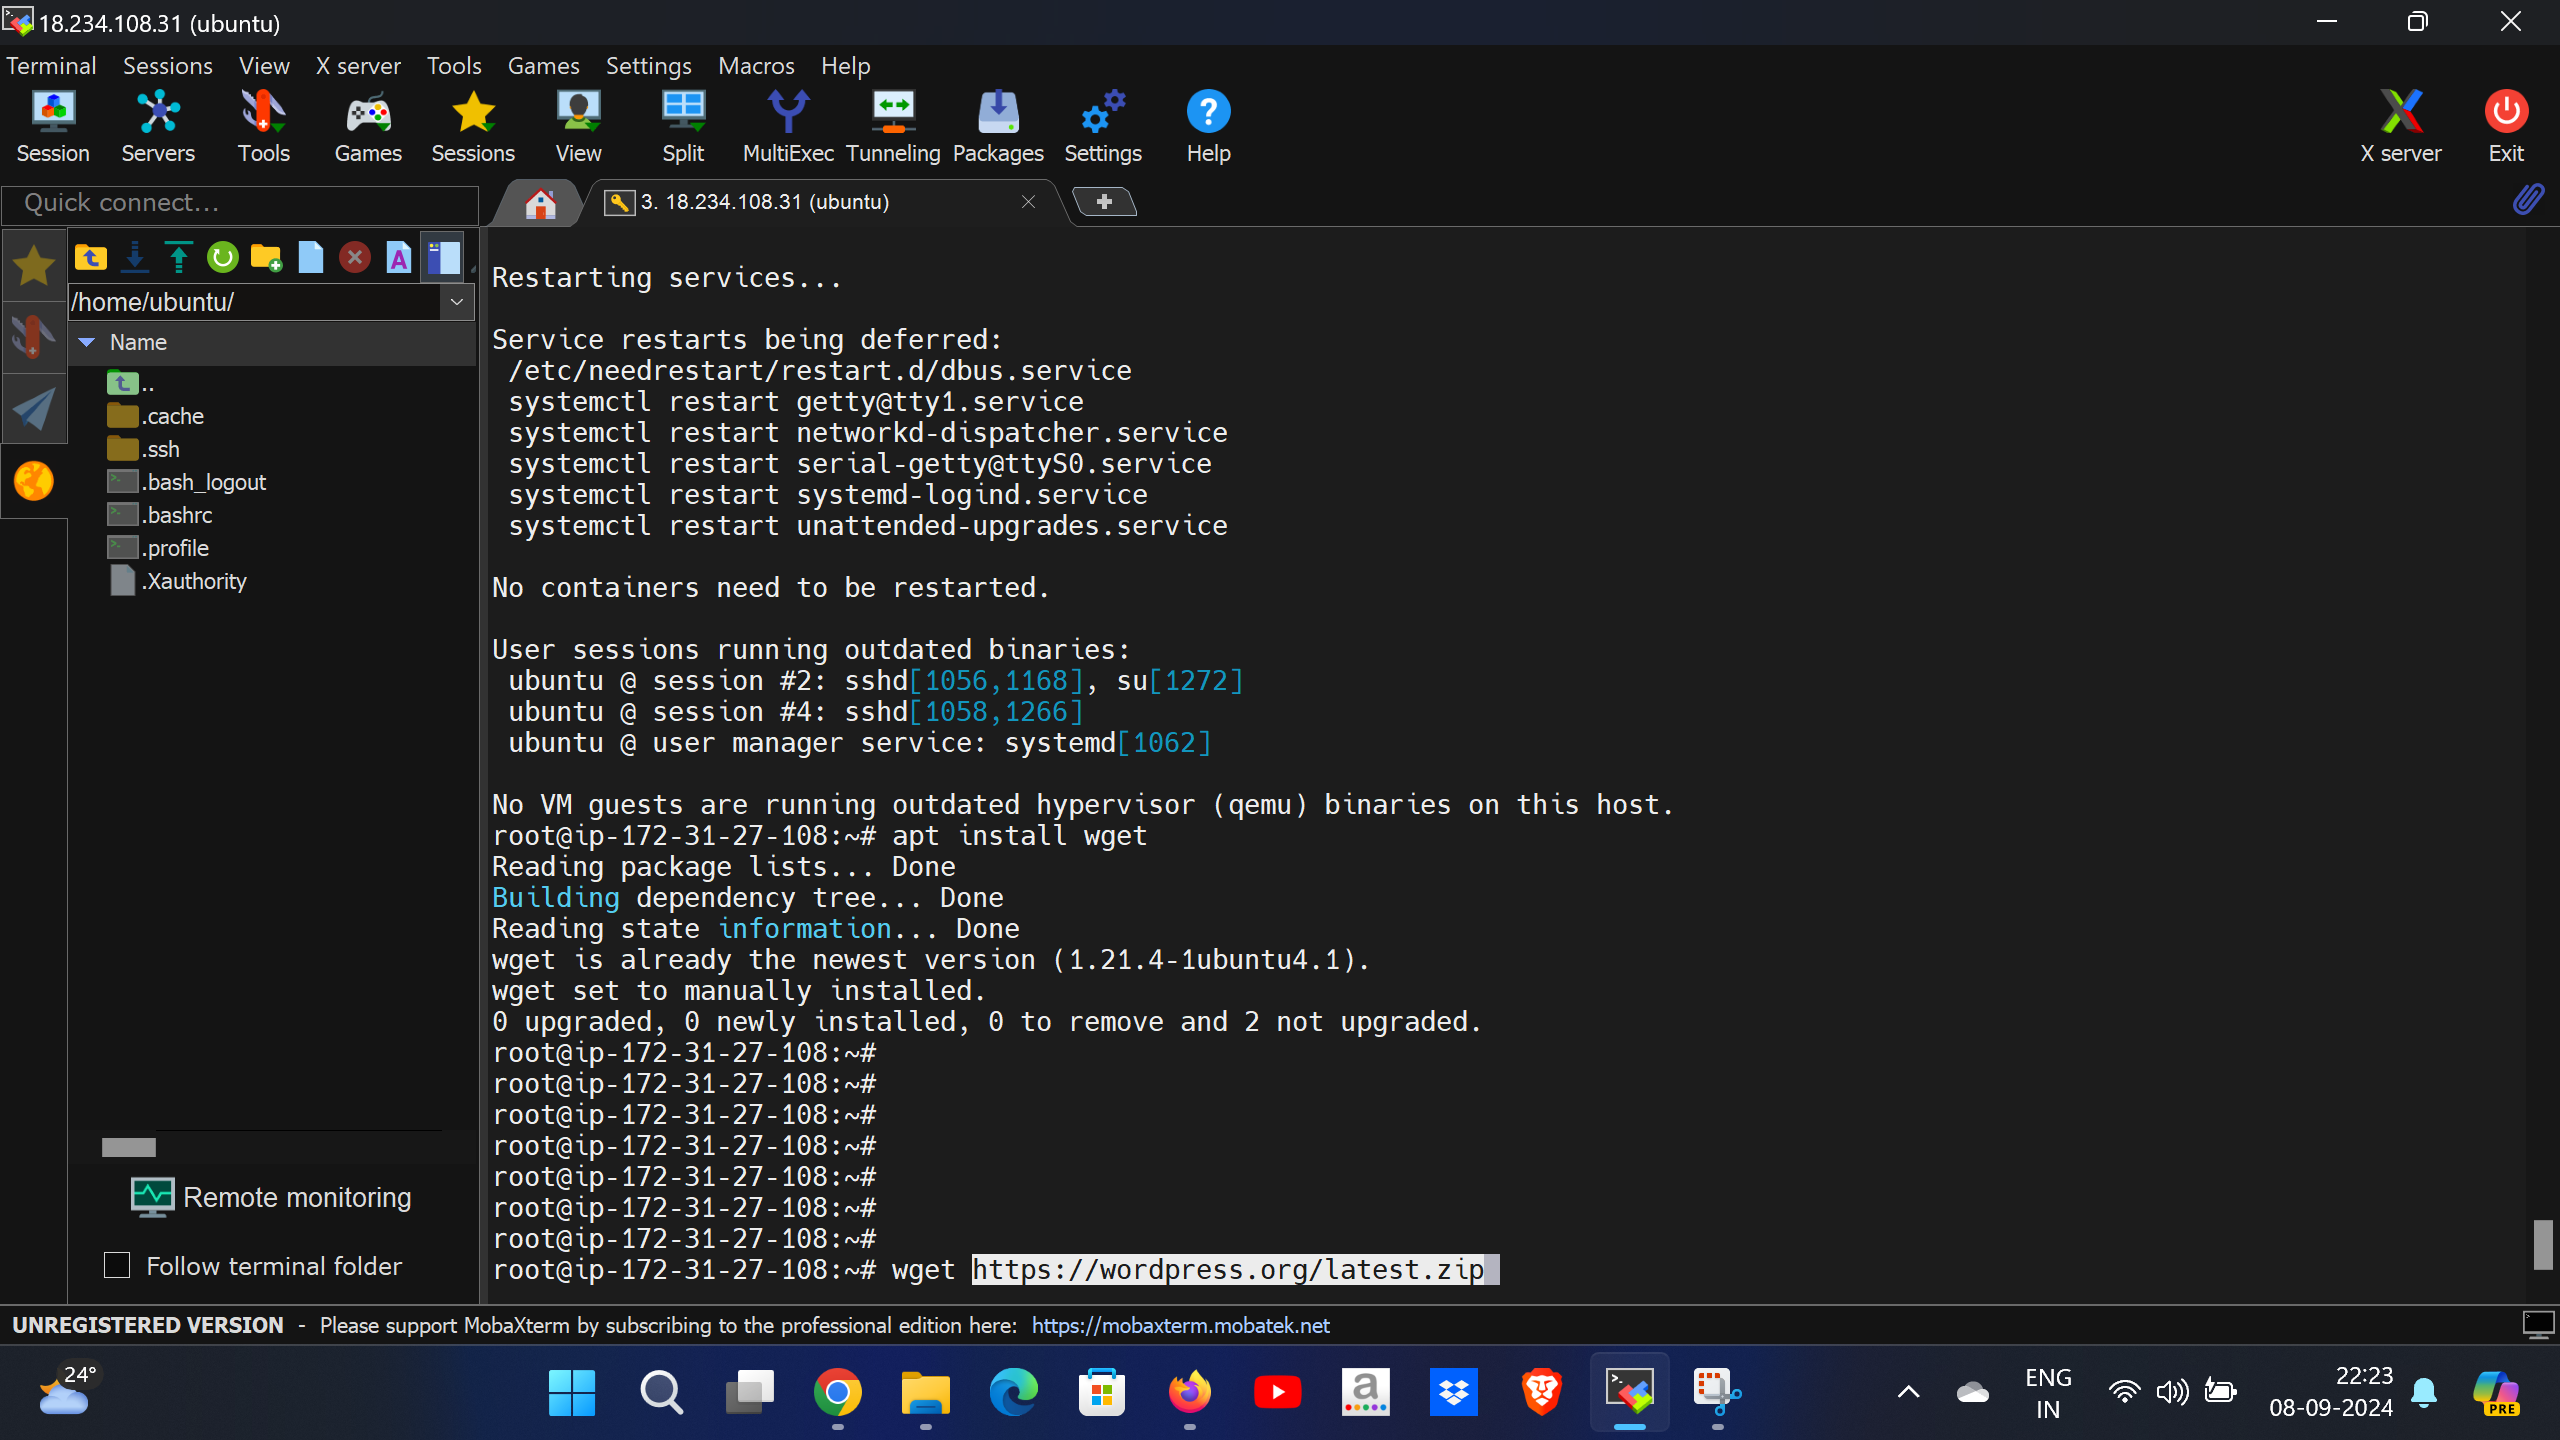 18.234.108.31 (ubuntu)
Terminal Sessions View X server Tools Games Settings Macros Help
Session Servers Tools Games Sessions View Split MultiExec Tunneling Packages Settings Help X server Exit
Quick connect...
3. 18.234.108.31 (ubuntu)
/home/ubuntu/
Name
..
.cache
.ssh
.bash_logout
.bashrc
.profile
.Xauthority
Remote monitoring
Follow terminal folder
Restarting services...
Service restarts being deferred:
/etc/needrestart/restart.d/dbus.service
systemctl restart getty@tty1.service
systemctl restart networkd-dispatcher.service
systemctl restart serial-getty@ttyS0.service
systemctl restart systemd-logind.service
systemctl restart unattended-upgrades.service
No containers need to be restarted.
User sessions running outdated binaries:
ubuntu @ session #2: sshd[1056,1168], su[1272]
ubuntu @ session #4: sshd[1058,1266]
ubuntu @ user manager service: systemd[1062]
No VM guests are running outdated hypervisor (qemu) binaries on this host.
root@ip-172-31-27-108:~# apt install wget
Reading package lists... Done
Building dependency tree... Done
Reading state information... Done
wget is already the newest version (1.21.4-1ubuntu4.1).
wget set to manually installed.
0 upgraded, 0 newly installed, 0 to remove and 2 not upgraded.
root@ip-172-31-27-108:~#
root@ip-172-31-27-108:~#
root@ip-172-31-27-108:~#
root@ip-172-31-27-108:~#
root@ip-172-31-27-108:~#
root@ip-172-31-27-108:~#
root@ip-172-31-27-108:~#
root@ip-172-31-27-108:~# wget https://wordpress.org/latest.zip
UNREGISTERED VERSION - Please support MobaXterm by subscribing to the professional edition here: https://mobaxterm.mobatek.net
24°
ENG
IN
22:23
08-09-2024
PRE